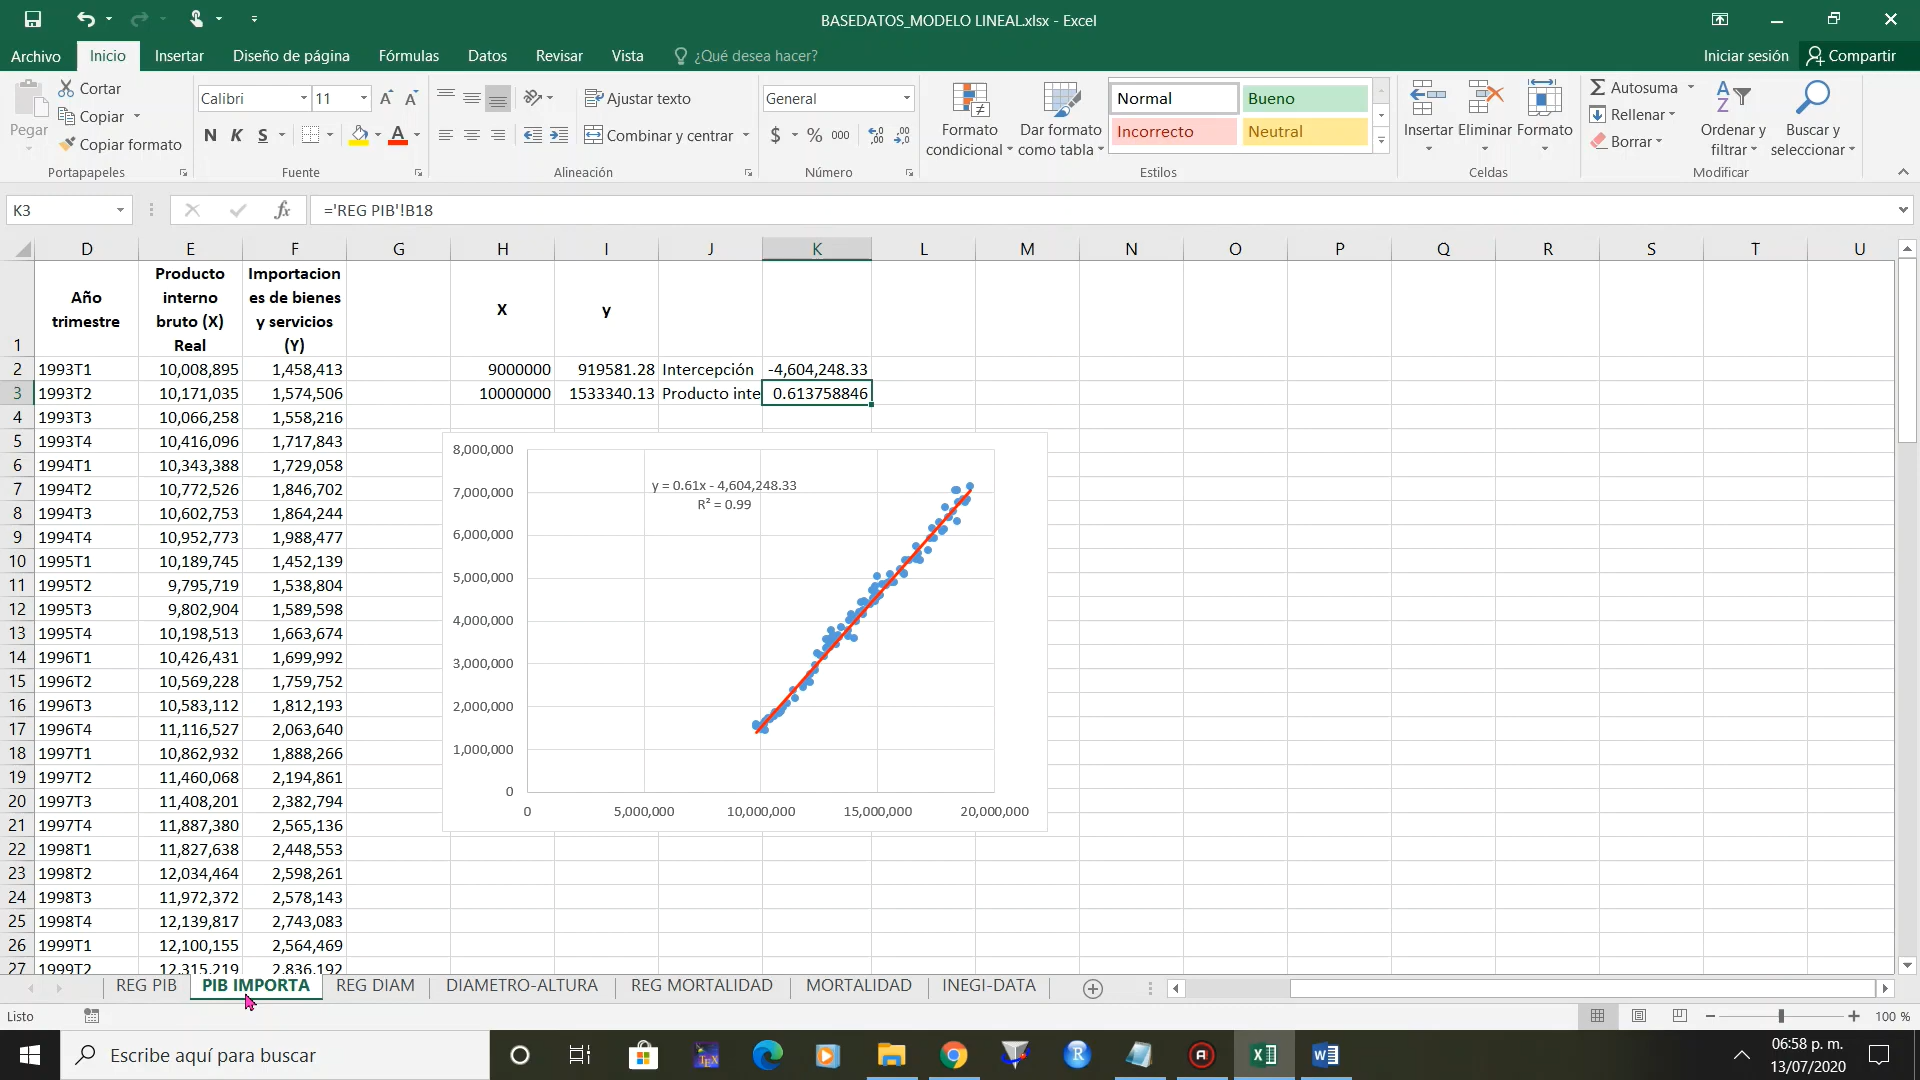 BASEDATOS_MODELO LINEAL.xlsx - Excel
Archivo Inicio Insertar Diseño de página Fórmulas Datos Revisar Vista ¿Qué desea hacer? Iniciar sesión Compartir
Pegar
Cortar
Copiar
Copiar formato
Portapapeles
Calibri 11
N K S
Fuente
Ajustar texto
Combinar y centrar
Alineación
General
$ % 000
Número
Formato condicional
Dar formato como tabla
Normal Bueno
Incorrecto Neutral
Estilos
Insertar Eliminar Formato
Celdas
Autosuma
Rellenar
Borrar
Ordenar y filtrar
Buscar y seleccionar
Modificar
K3 fx ='REG PIB'!B18
D E F G H I J K L M N O P Q R S T U
1 Año trimestre Producto interno bruto (X) Real Importaciones de bienes y servicios (Y) X y
2 1993T1 10,008,895 1,458,413 9000000 919581.28 Intercepción -4,604,248.33
3 1993T2 10,171,035 1,574,506 10000000 1533340.13 Producto inte 0.613758846
4 1993T3 10,066,258 1,558,216
5 1993T4 10,416,096 1,717,843
6 1994T1 10,343,388 1,729,058
7 1994T2 10,772,526 1,846,702
8 1994T3 10,602,753 1,864,244
9 1994T4 10,952,773 1,988,477
10 1995T1 10,189,745 1,452,139
11 1995T2 9,795,719 1,538,804
12 1995T3 9,802,904 1,589,598
13 1995T4 10,198,513 1,663,674
14 1996T1 10,426,431 1,699,992
15 1996T2 10,569,228 1,759,752
16 1996T3 10,583,112 1,812,193
17 1996T4 11,116,527 2,063,640
18 1997T1 10,862,932 1,888,266
19 1997T2 11,460,068 2,194,861
20 1997T3 11,408,201 2,382,794
21 1997T4 11,887,380 2,565,136
22 1998T1 11,827,638 2,448,553
23 1998T2 12,034,464 2,598,261
24 1998T3 11,972,372 2,578,143
25 1998T4 12,139,817 2,743,083
26 1999T1 12,100,155 2,564,469
27 1999T2 12,315,219 2,836,192
8,000,000
7,000,000
6,000,000
5,000,000
4,000,000
3,000,000
2,000,000
1,000,000
0
y = 0.61x - 4,604,248.33
R² = 0.99
0 5,000,000 10,000,000 15,000,000 20,000,000
REG PIB PIB IMPORTA REG DIAM DIAMETRO-ALTURA REG MORTALIDAD MORTALIDAD INEGI-DATA
Listo 100 %
Escribe aquí para buscar
06:58 p. m.
13/07/2020